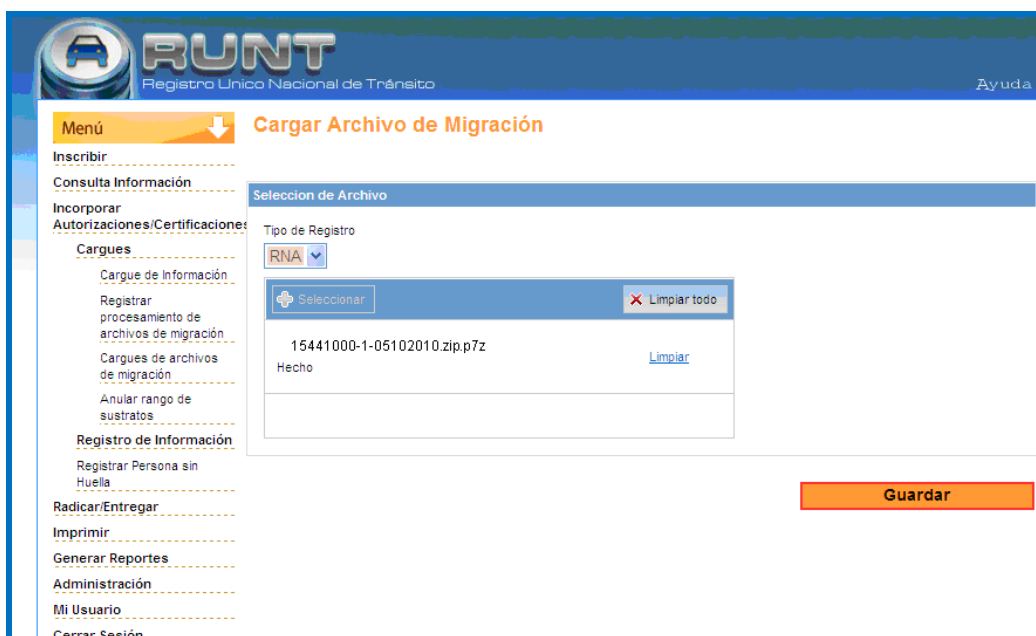 RUNT
Registro Unico Nacional de Tránsito
Ayuda
Menú
Cargar Archivo de Migración
Inscribir
Consulta Información
Incorporar
Autorizaciones/Certificaciones
Cargues
Cargue de Información
Registrar
procesamiento de
archivos de migración
Cargues de archivos
de migración
Anular rango de
sustratos
Registro de Información
Registrar Persona sin
Huella
Radicar/Entregar
Imprimir
Generar Reportes
Administración
Mi Usuario
Cerrar Sesión
Seleccion de Archivo
Tipo de Registro
RNA
Seleccionar
Limpiar todo
15441000-1-05102010.zip.p7z
Hecho
Limpiar
Guardar